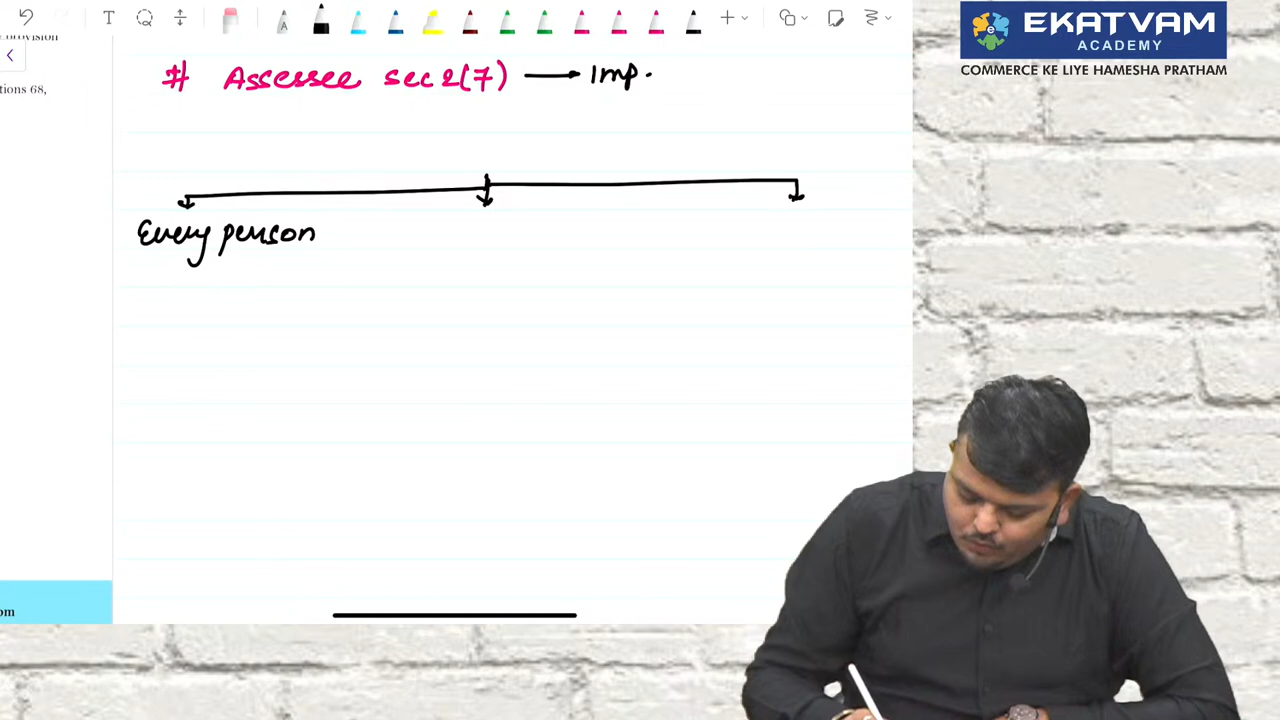 EKATVAM
ACADEMY
COMMERCE KE LIYE HAMESHA PRATHAM
tions 68,
# Assessee sec 2(7) → Imp.
Every person
om